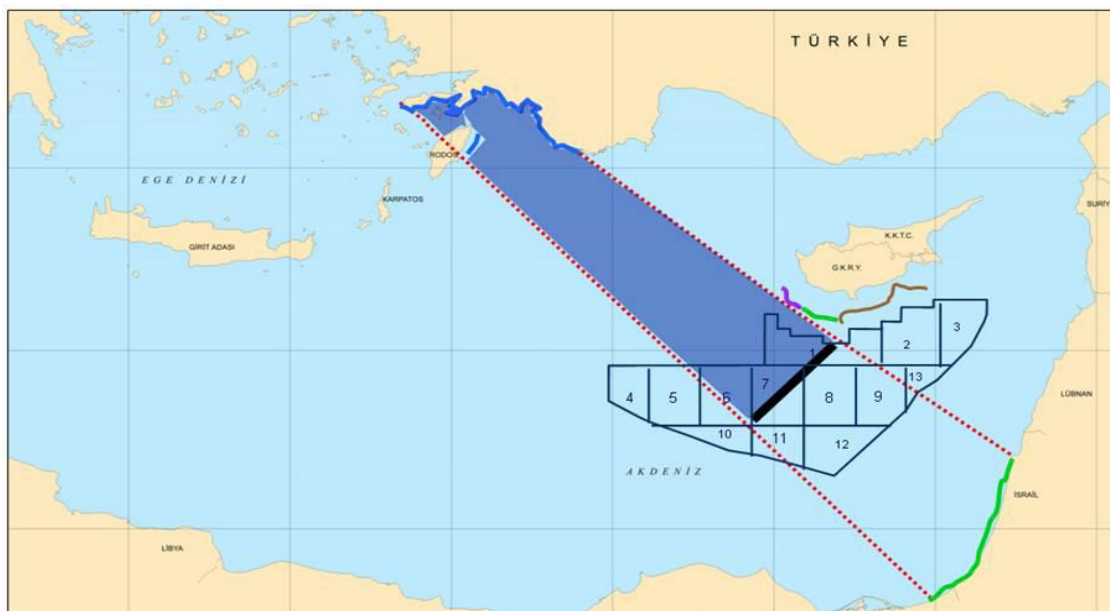 TÜRKİYE
RODOS
EGE DENİZİ
KARPATOS
SURİY
K.K.T.C.
GİRİT ADASI
G.K.R.Y.
3
2
1
13
7
4
5
6
8
9
LÜBNAN
10
11
12
AKDENİZ
İSRAİL
LİBYA